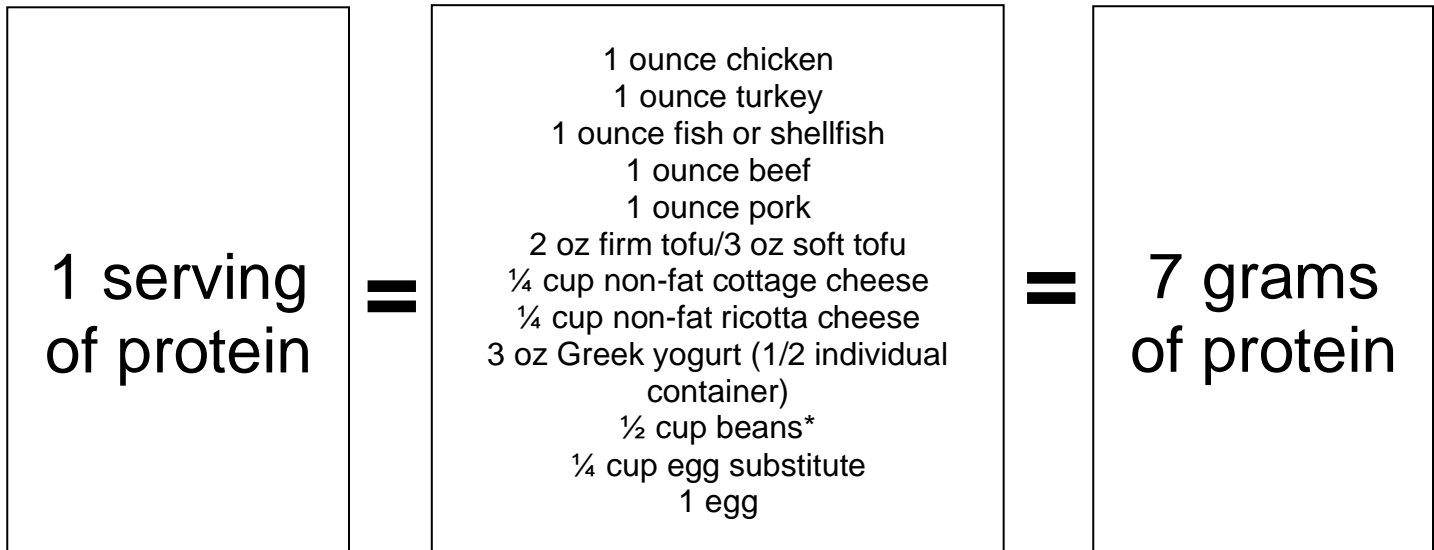 1 serving
of protein
=
1 ounce chicken
1 ounce turkey
1 ounce fish or shellfish
1 ounce beef
1 ounce pork
2 oz firm tofu/3 oz soft tofu
¼ cup non-fat cottage cheese
¼ cup non-fat ricotta cheese
3 oz Greek yogurt (1/2 individual
container)
½ cup beans*
¼ cup egg substitute
1 egg
=
7 grams
of protein